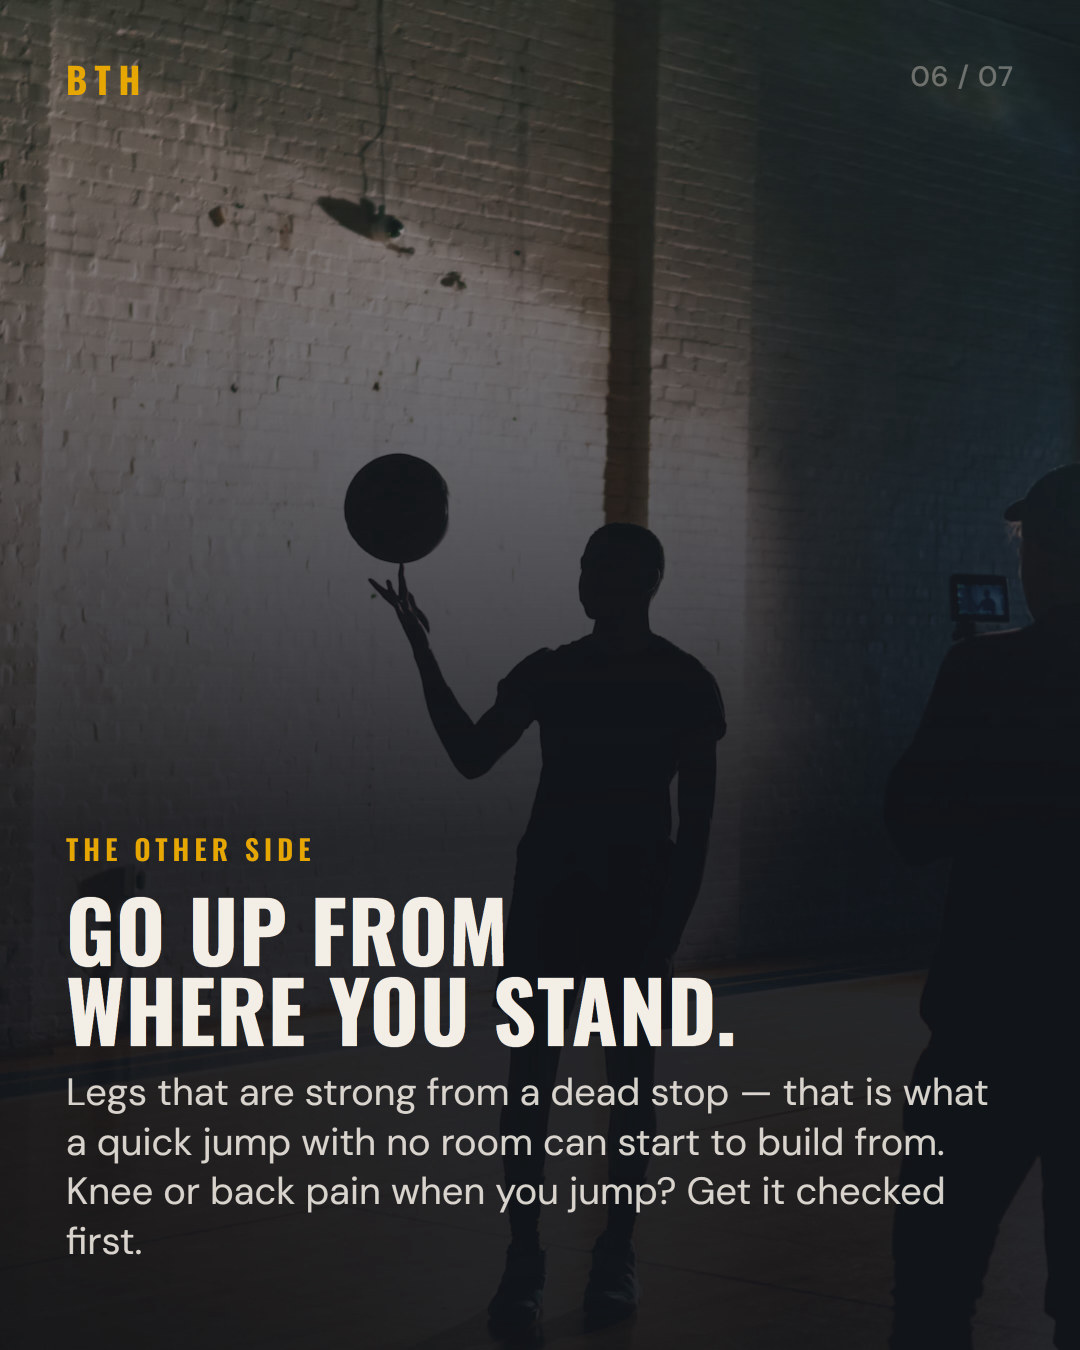 BTH
06 / 07
THE OTHER SIDE
GO UP FROM
WHERE YOU STAND.
Legs that are strong from a dead stop — that is what
a quick jump with no room can start to build from.
Knee or back pain when you jump? Get it checked
first.